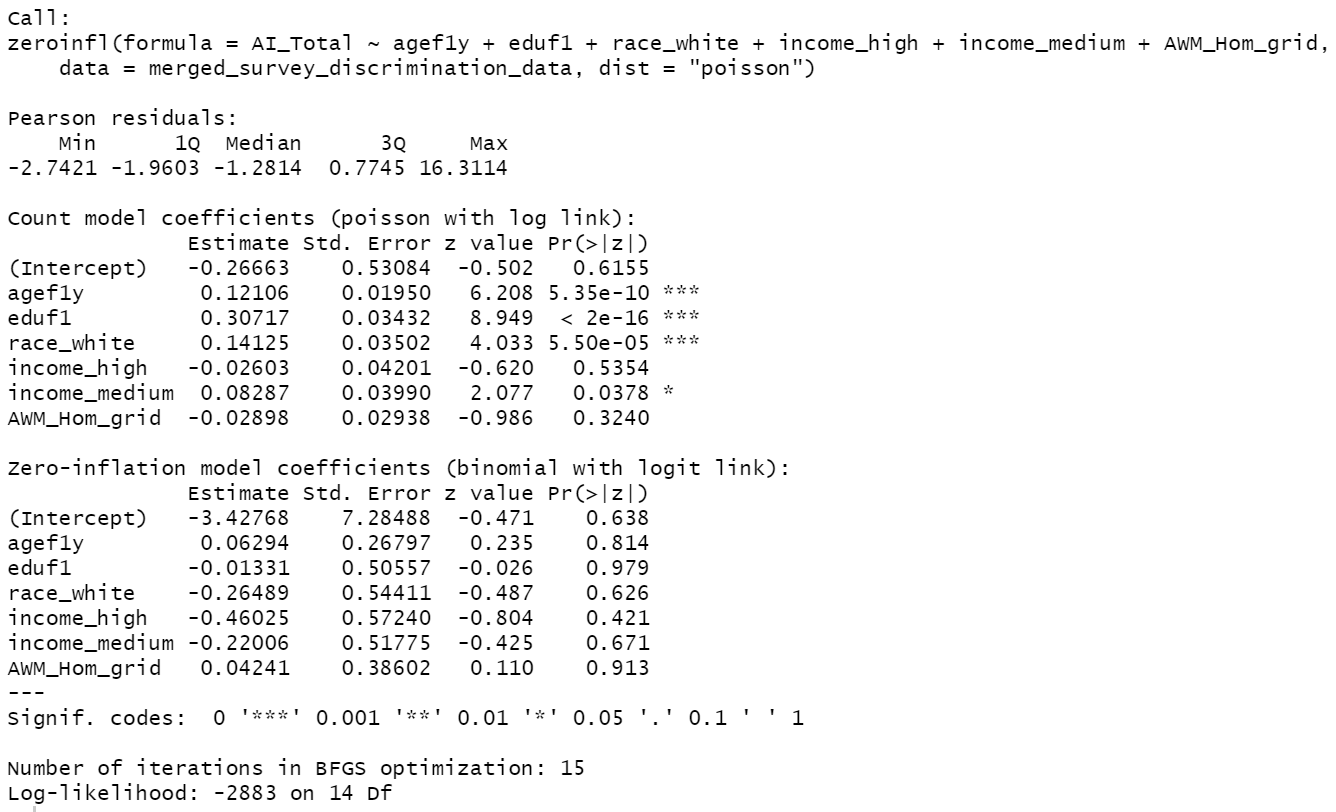 Call:
zeroinfl(formula = AI_Total ~ agef1y + eduf1 + race_white + income_high + income_medium + AWM_Hom_grid,
    data = merged_survey_discrimination_data, dist = "poisson")

Pearson residuals:
    Min      1Q  Median      3Q     Max
-2.7421 -1.9603 -1.2814  0.7745 16.3114

Count model coefficients (poisson with log link):
              Estimate Std. Error z value Pr(>|z|)
(Intercept)   -0.26663    0.53084  -0.502   0.6155
agef1y         0.12106    0.01950   6.208 5.35e-10 ***
eduf1          0.30717    0.03432   8.949  < 2e-16 ***
race_white     0.14125    0.03502   4.033 5.50e-05 ***
income_high   -0.02603    0.04201  -0.620   0.5354
income_medium  0.08287    0.03990   2.077   0.0378 *
AWM_Hom_grid  -0.02898    0.02938  -0.986   0.3240

Zero-inflation model coefficients (binomial with logit link):
              Estimate Std. Error z value Pr(>|z|)
(Intercept)   -3.42768    7.28488  -0.471    0.638
agef1y         0.06294    0.26797   0.235    0.814
eduf1         -0.01331    0.50557  -0.026    0.979
race_white    -0.26489    0.54411  -0.487    0.626
income_high   -0.46025    0.57240  -0.804    0.421
income_medium -0.22006    0.51775  -0.425    0.671
AWM_Hom_grid   0.04241    0.38602   0.110    0.913
---
Signif. codes:  0 '***' 0.001 '**' 0.01 '*' 0.05 '.' 0.1 ' ' 1

Number of iterations in BFGS optimization: 15
Log-likelihood: -2883 on 14 Df